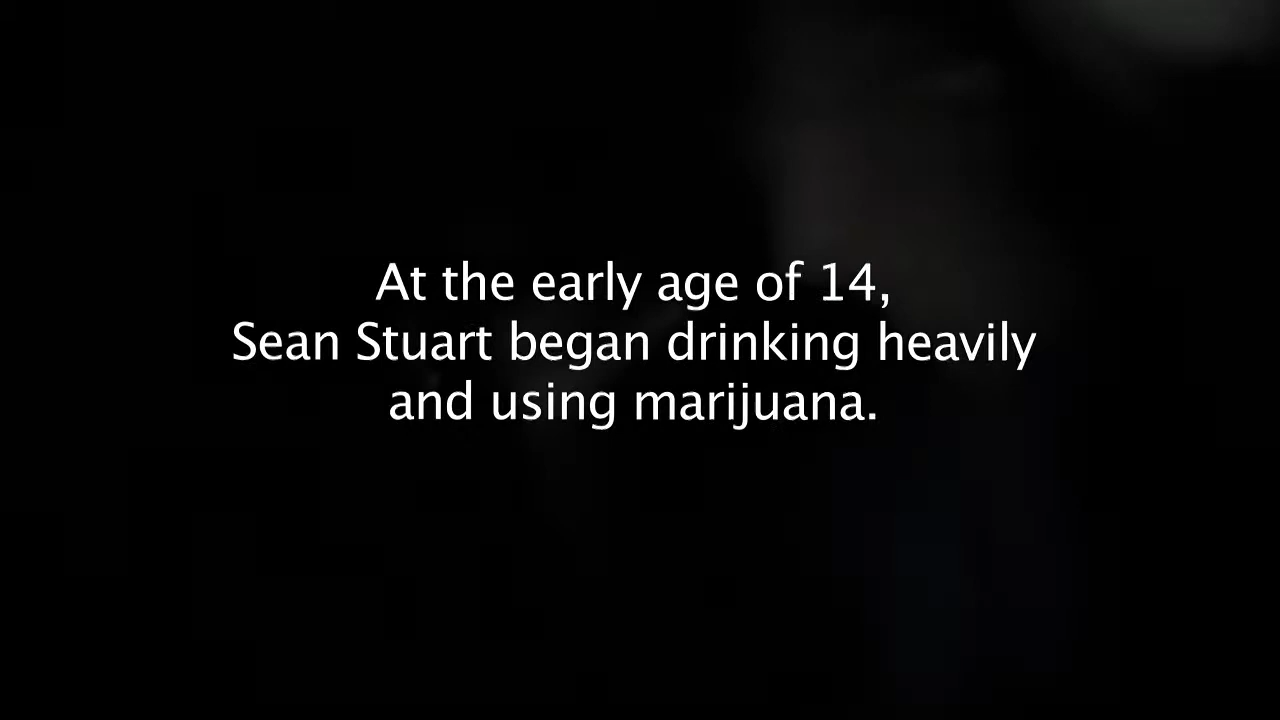 At the early age of 14,
Sean Stuart began drinking heavily
and using marijuana.